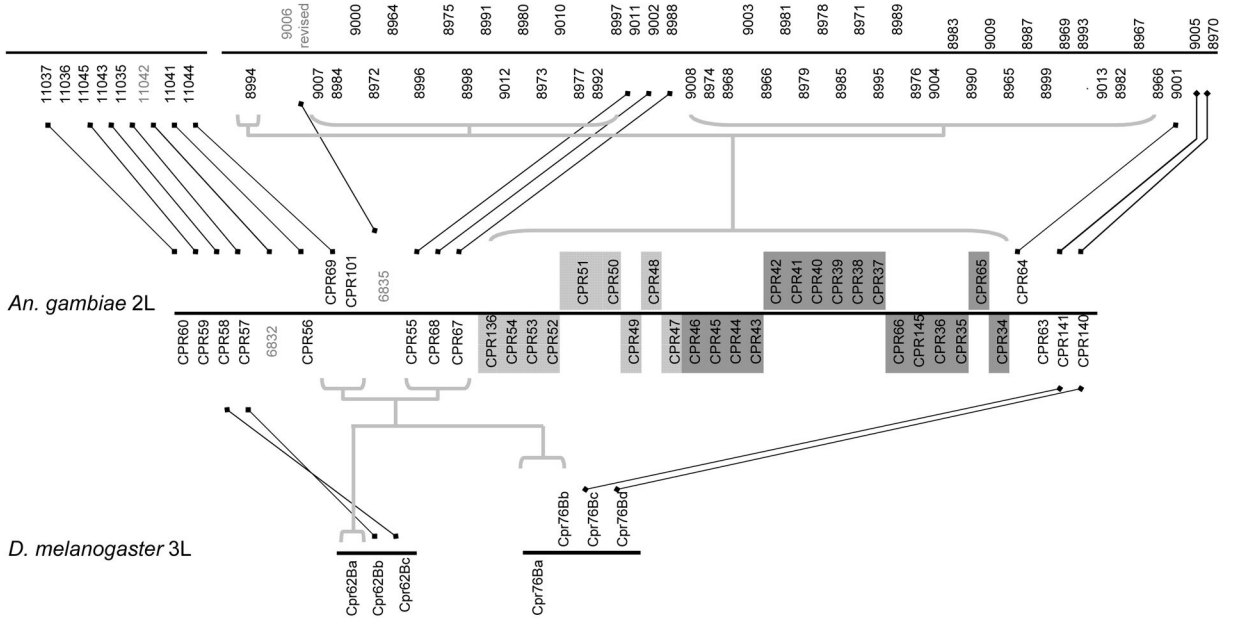 9006 revised 9000 8964 8975 8991 8980 9010 8997 9011 9002 8988 9003 8981 8978 8971 8989 8983 9009 8987 8969 8993 8967 9005 8970
11037 11036 11045 11043 11035 11042 11041 11044 8994 9007 8984 8972 8996 8998 9012 8973 8977 8992 9008 8974 8968 8966 8979 8985 8995 8976 9004 8990 8965 8999 9013 8982 8966 9001
CPR69 CPR101 6835 CPR51 CPR50 CPR48 CPR42 CPR41 CPR40 CPR39 CPR38 CPR37 CPR65 CPR64
An. gambiae 2L
CPR60 CPR59 CPR58 CPR57 6832 CPR56 CPR55 CPR68 CPR67 CPR136 CPR54 CPR53 CPR52 CPR49 CPR47 CPR46 CPR45 CPR44 CPR43 CPR66 CPR145 CPR36 CPR35 CPR34 CPR63 CPR141 CPR140
Cpr76Bb Cpr76Bc Cpr76Bd
D. melanogaster 3L
Cpr62Ba Cpr62Bb Cpr62Bc Cpr76Ba